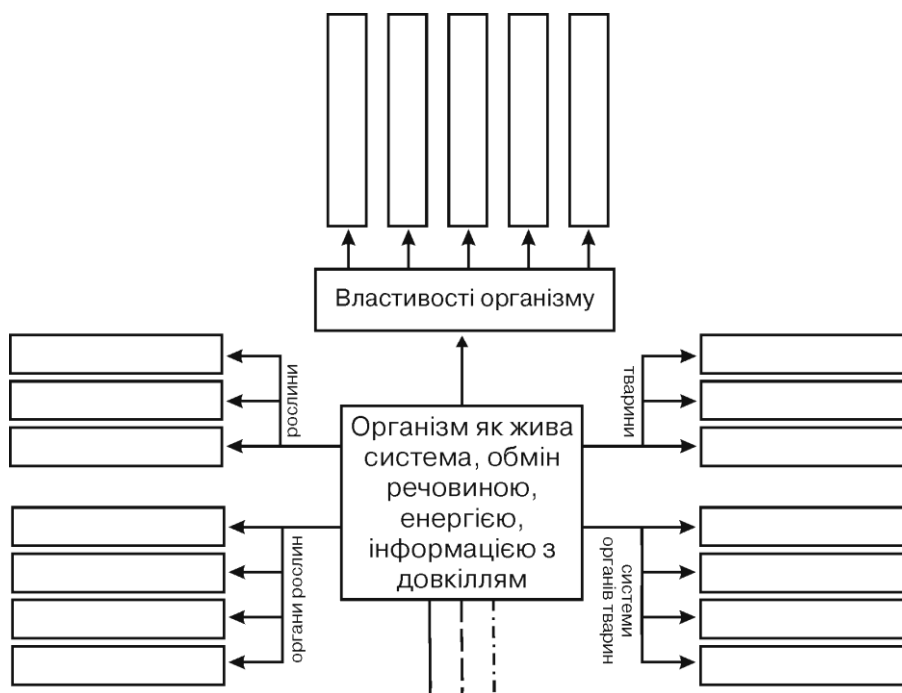 Властивості організму
рослини
тварини
Організм як жива
система, обмін
речовиною,
енергією,
інформацією з
довкіллям
органи рослин
системи
органів тварин